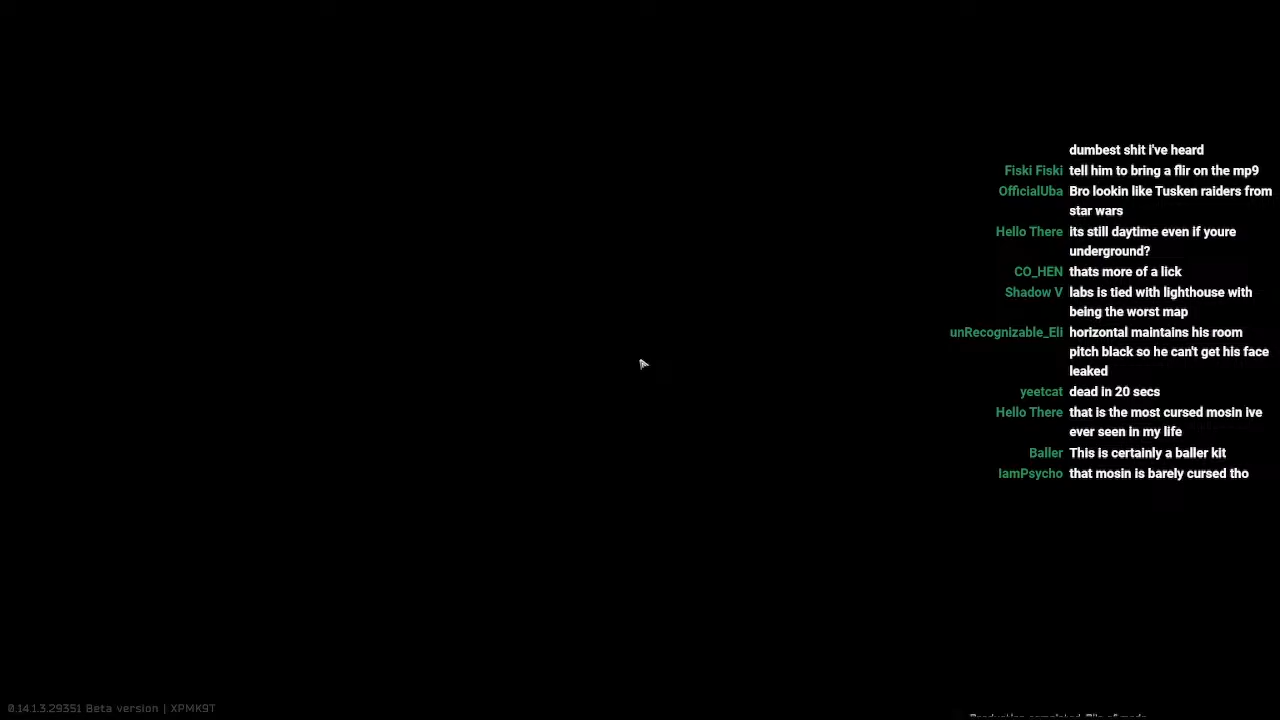 dumbest shit i've heard
Fiski Fiski tell him to bring a flir on the mp9
OfficialUba Bro lookin like Tusken raiders from
star wars
Hello There its still daytime even if youre
underground?
CO_HEN thats more of a lick
Shadow V labs is tied with lighthouse with
being the worst map
unRecognizable_Eli horizontal maintains his room
pitch black so he can't get his face
leaked
yeetcat dead in 20 secs
Hello There that is the most cursed mosin ive
ever seen in my life
Baller This is certainly a baller kit
IamPsycho that mosin is barely cursed tho
0.14.1.3.29351 Beta version | XPMK9T